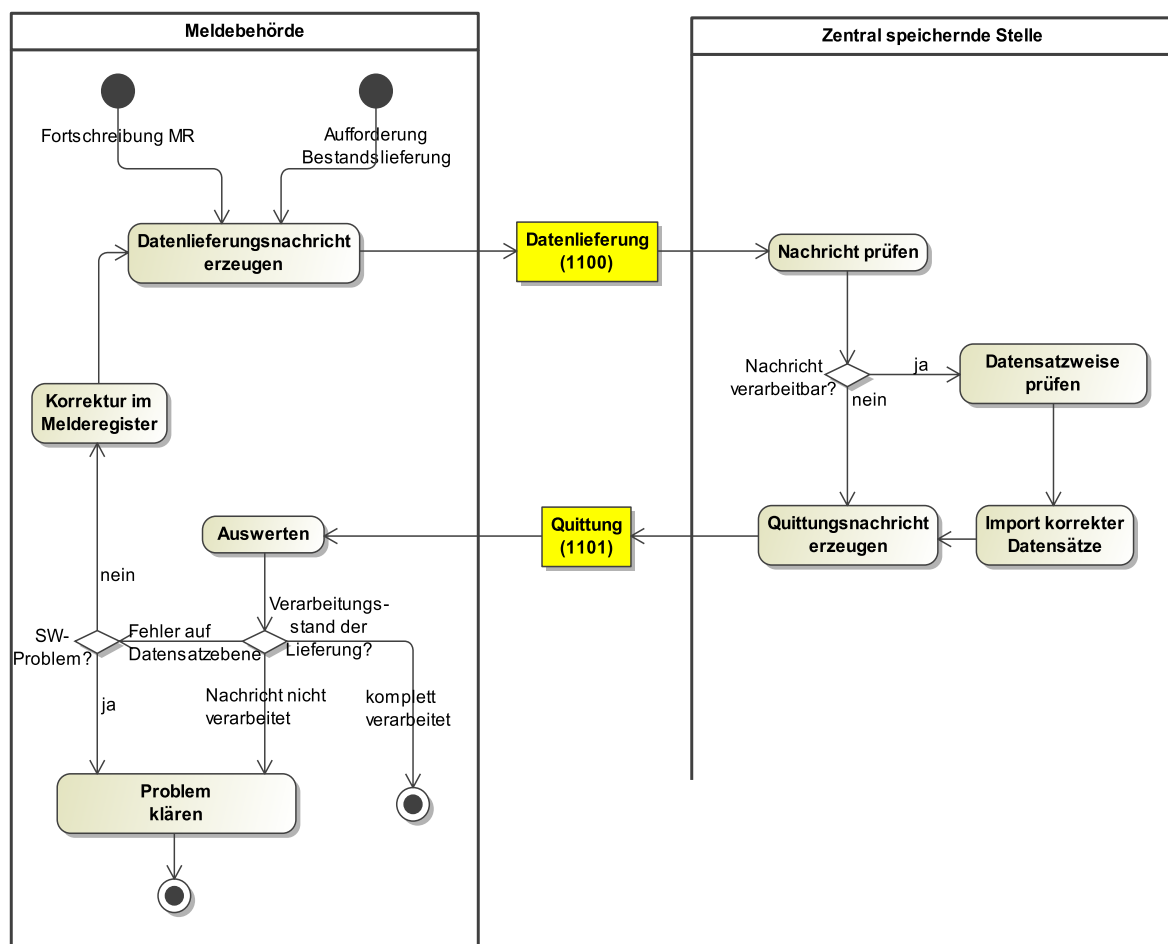 Meldebehörde
Zentral speichernde Stelle
Fortschreibung MR
Aufforderung
Bestandslieferung
Datenlieferungsnachricht
erzeugen
Datenlieferung
(1100)
Nachricht prüfen
Nachricht
verarbeitbar?
ja
nein
Datensatzweise
prüfen
Korrektur im
Melderegister
Auswerten
Quittung
(1101)
Quittungsnachricht
erzeugen
Import korrekter
Datensätze
nein
Verarbeitungs-
stand der
Lieferung?
SW-
Problem?
Fehler auf
Datensatzebene
ja
Nachricht nicht
verarbeitet
komplett
verarbeitet
Problem
klären